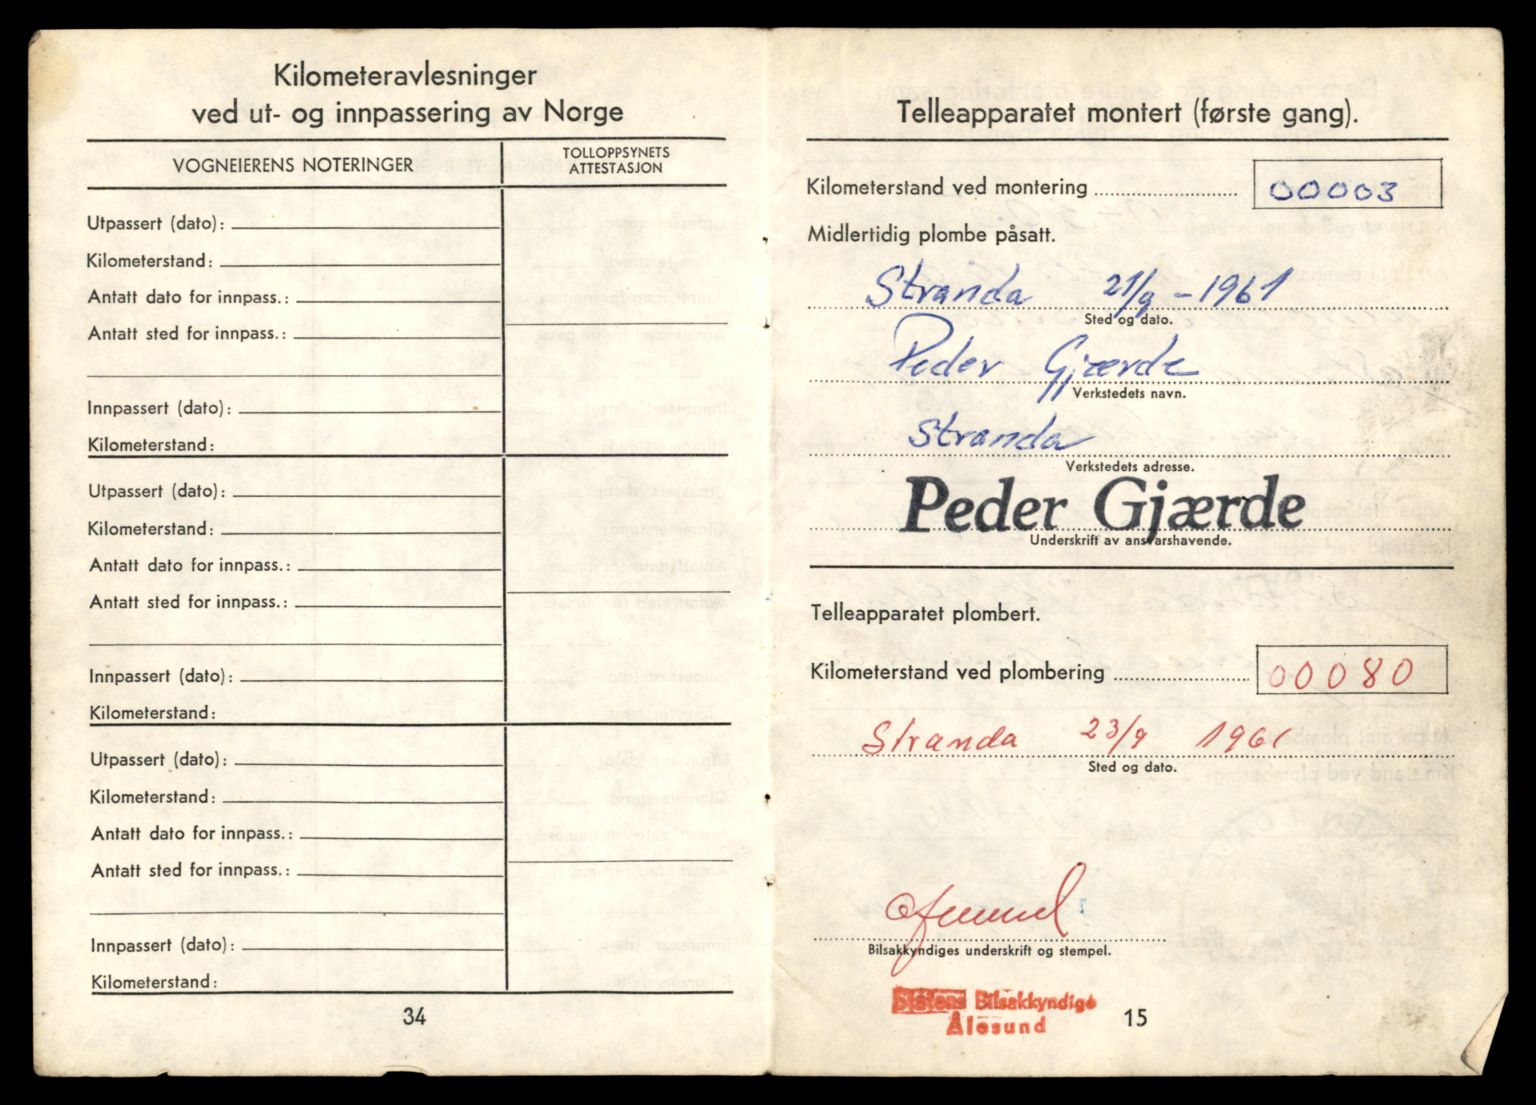 Kilometeravlesninger
ved ut- og innpassering av Norge
VOGNEIERENS NOTERINGER
TOLLOPPSYNETS
ATTESTASJON
Utpassert (dato):
Kilometerstand:
Antatt dato for innpass.:
Antatt sted for innpass.:
Innpassert (dato):
Kilometerstand:
Utpassert (dato):
Kilometerstand:
Antatt dato for innpass.:
Antatt sted for innpass.:
Innpassert (dato):
Kilometerstand:
Utpassert (dato):
Kilometerstand:
Antatt dato for innpass.:
Antatt sted for innpass.:
Innpassert (dato):
Kilometerstand:
34
Telleapparatet montert (første gang).
Kilometerstand ved montering 00003
Midlertidig plombe påsatt.
Stranda 21/9 - 1961
Sted og dato.
Peder Gjærde
Verkstedets navn.
Stranda
Verkstedets adresse.
Peder Gjærde
Underskrift av ansvarshavende.
Telleapparatet plombert.
Kilometerstand ved plombering 00080
Stranda 23/9 1961
Sted og dato.
Bilsakkyndiges underskrift og stempel.
Statens Bilsakkyndige
Ålesund
15